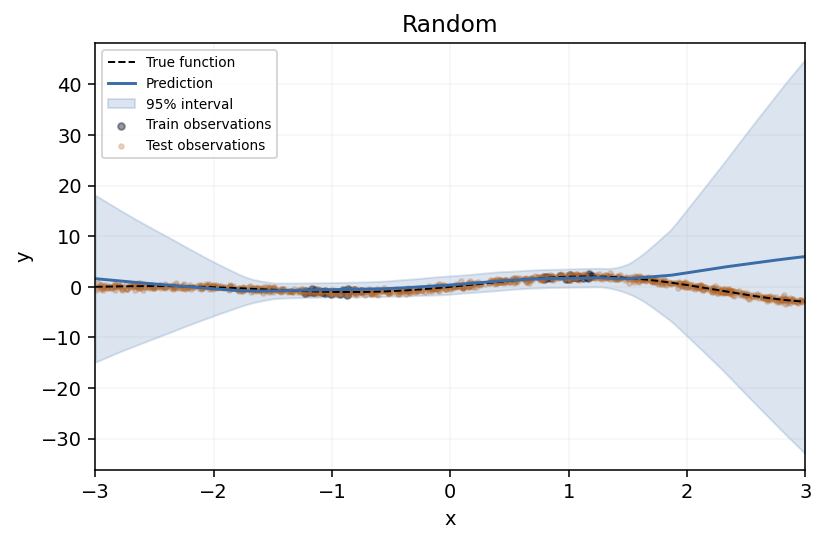 Random
True function
Prediction
95% interval
Train observations
Test observations
40
30
20
10
0
−10
−20
−30
y
−3
−2
−1
0
1
2
3
x